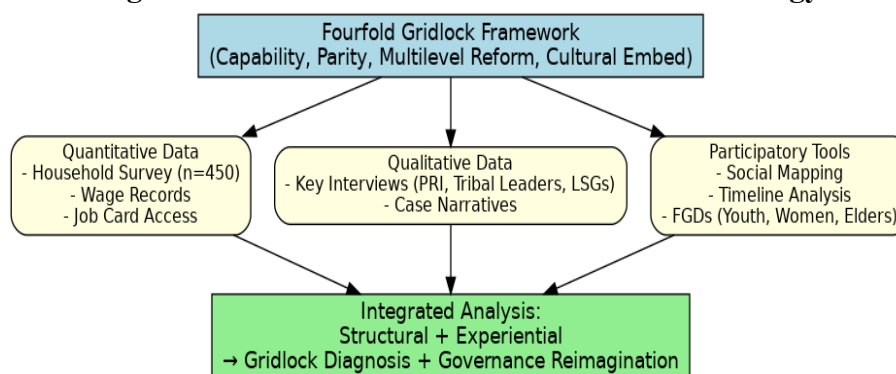 Fourfold Gridlock Framework
(Capability, Parity, Multilevel Reform, Cultural Embed)
Quantitative Data
- Household Survey (n=450)
- Wage Records
- Job Card Access
Qualitative Data
- Key Interviews (PRI, Tribal Leaders, LSGs)
- Case Narratives
Participatory Tools
- Social Mapping
- Timeline Analysis
- FGDs (Youth, Women, Elders)
Integrated Analysis:
Structural + Experiential
→ Gridlock Diagnosis + Governance Reimagination